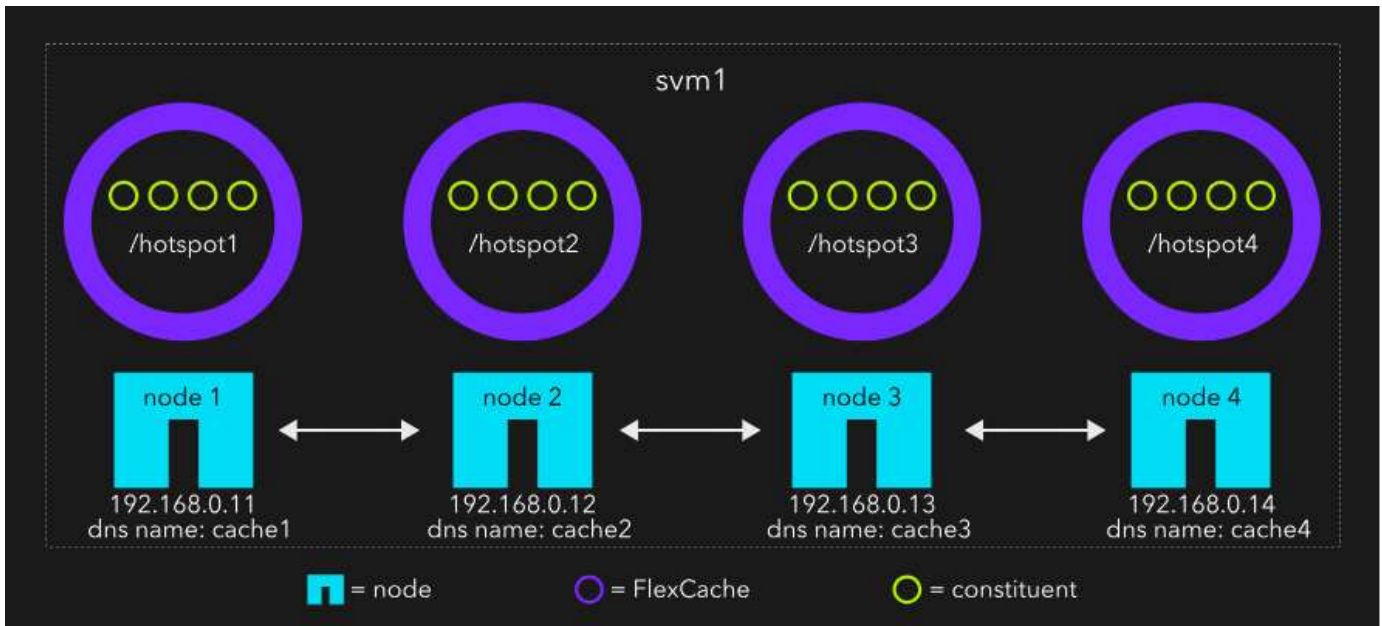 svm1
/hotspot1
/hotspot2
/hotspot3
/hotspot4
node 1
node 2
node 3
node 4
192.168.0.11
dns name: cache1
192.168.0.12
dns name: cache2
192.168.0.13
dns name: cache3
192.168.0.14
dns name: cache4
= node
= FlexCache
= constituent